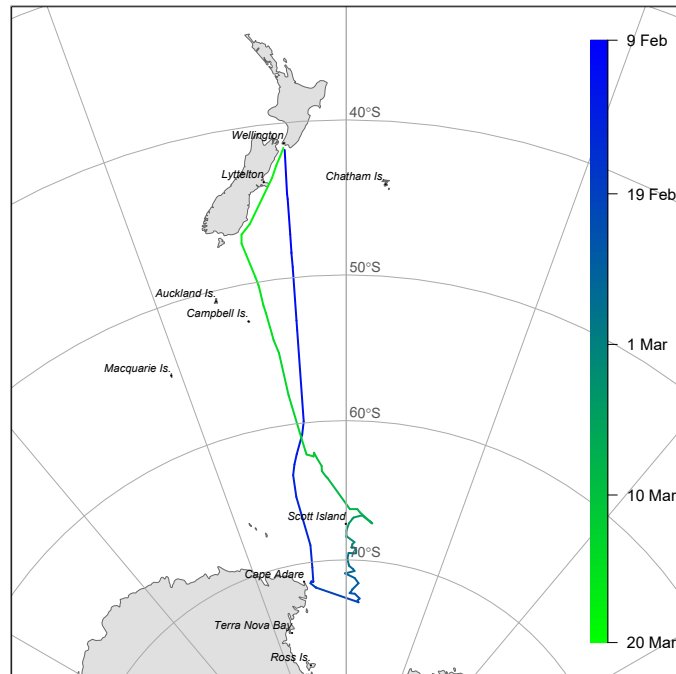 9 Feb
40°S
Wellington
Lyttelton
Chatham Is.
19 Feb
50°S
Auckland Is.
Campbell Is.
1 Mar
Macquarie Is.
60°S
10 Mar
Scott Island
70°S
Cape Adare
Terra Nova Bay
20 Mar
Ross Is.